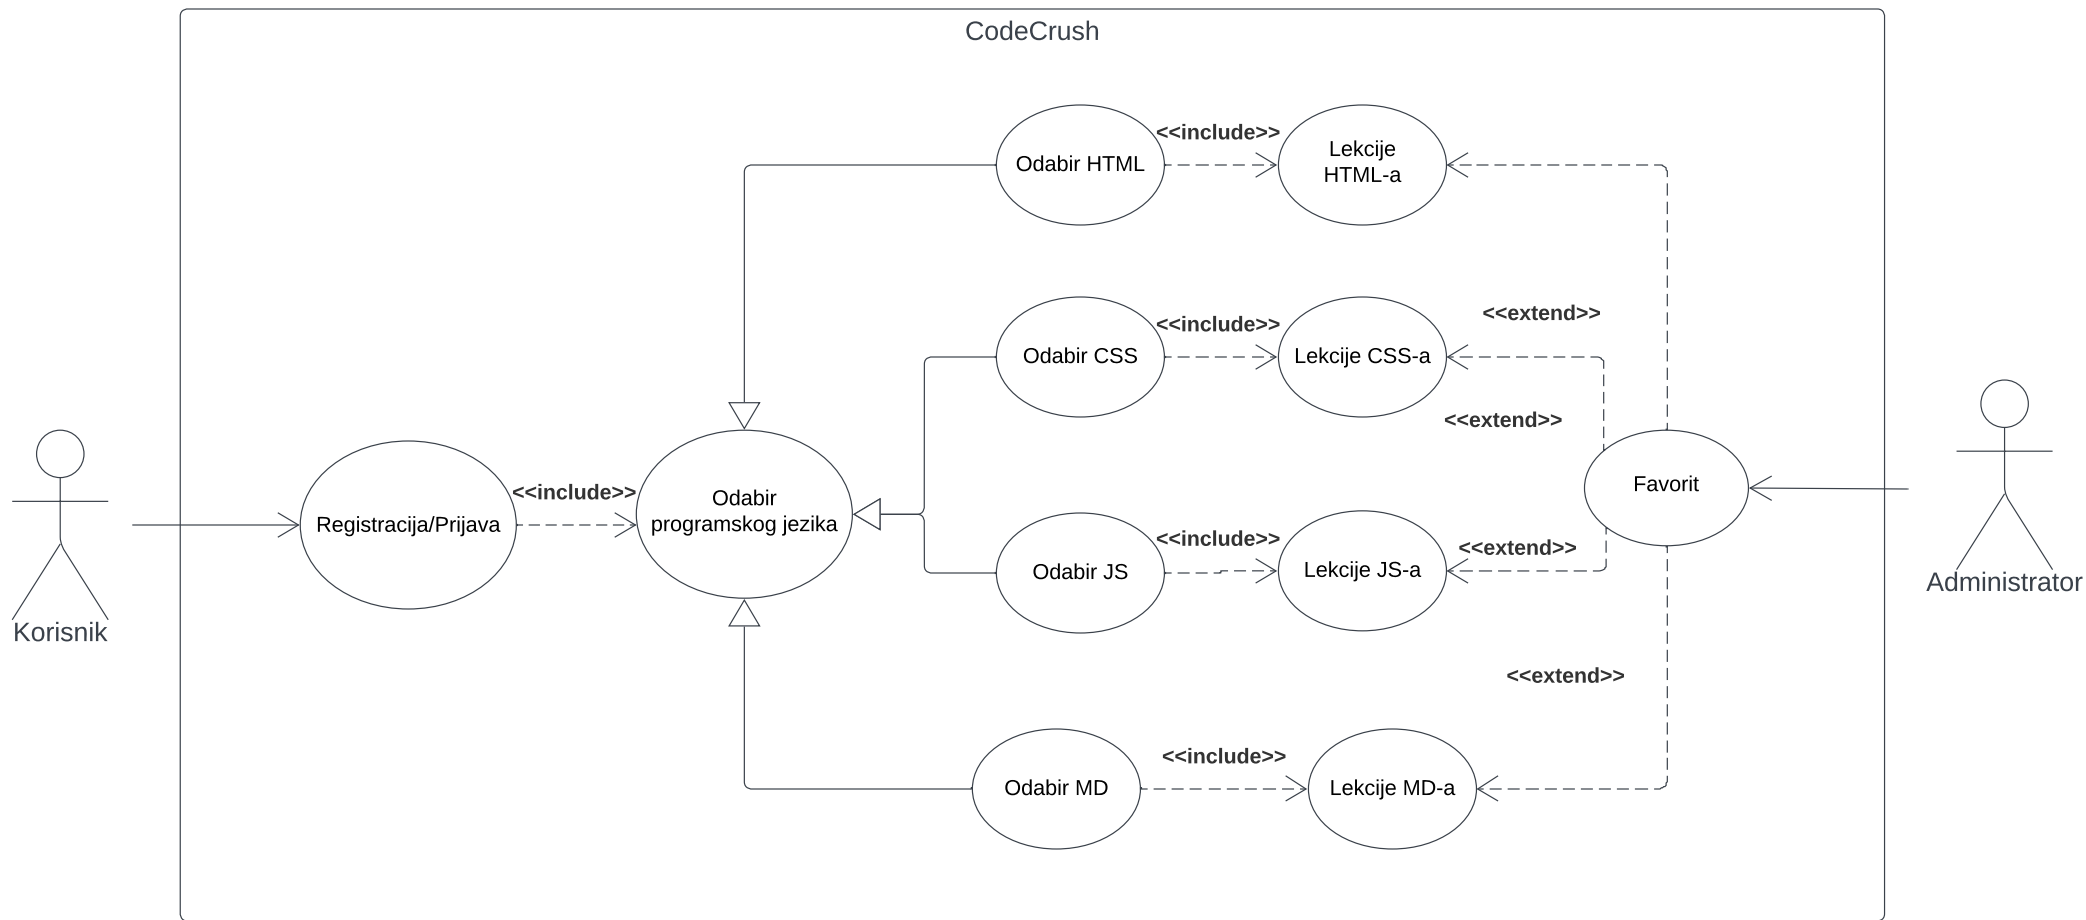 CodeCrush
<<include>>
Odabir HTML
Lekcije
HTML-a
<<extend>>
<<include>>
Odabir CSS
Lekcije CSS-a
<<extend>>
<<include>>
Registracija/Prijava
Odabir
programskog jezika
Favorit
<<include>>
<<extend>>
Odabir JS
Lekcije JS-a
Administrator
Korisnik
<<extend>>
<<include>>
Odabir MD
Lekcije MD-a